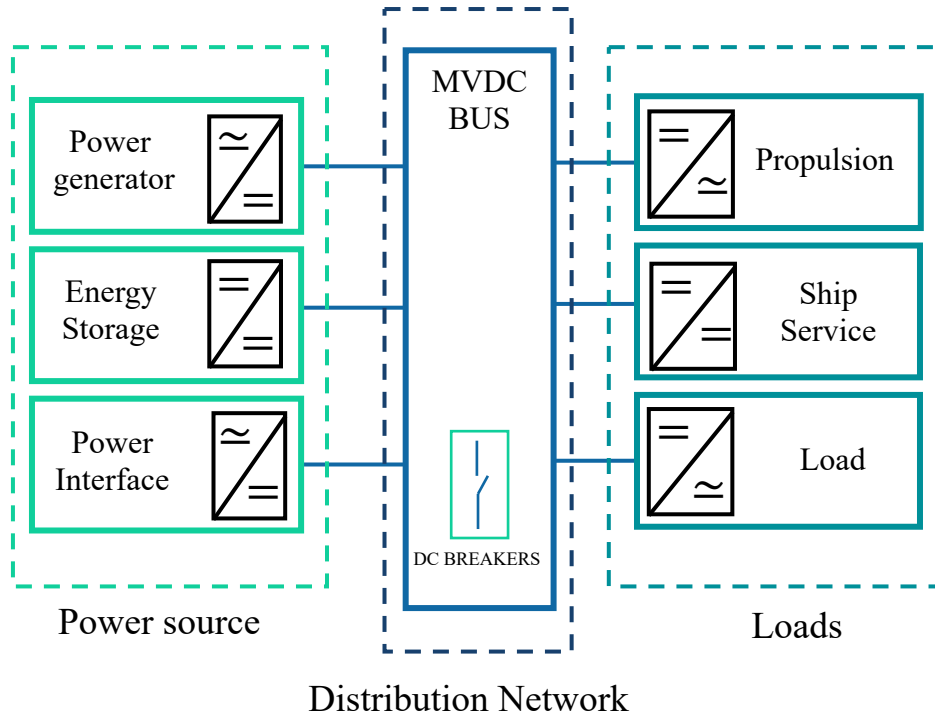 MVDC
BUS
Power
generator
Energy
Storage
Power
Interface
DC BREAKERS
Propulsion
Ship
Service
Load
Power source
Loads
Distribution Network